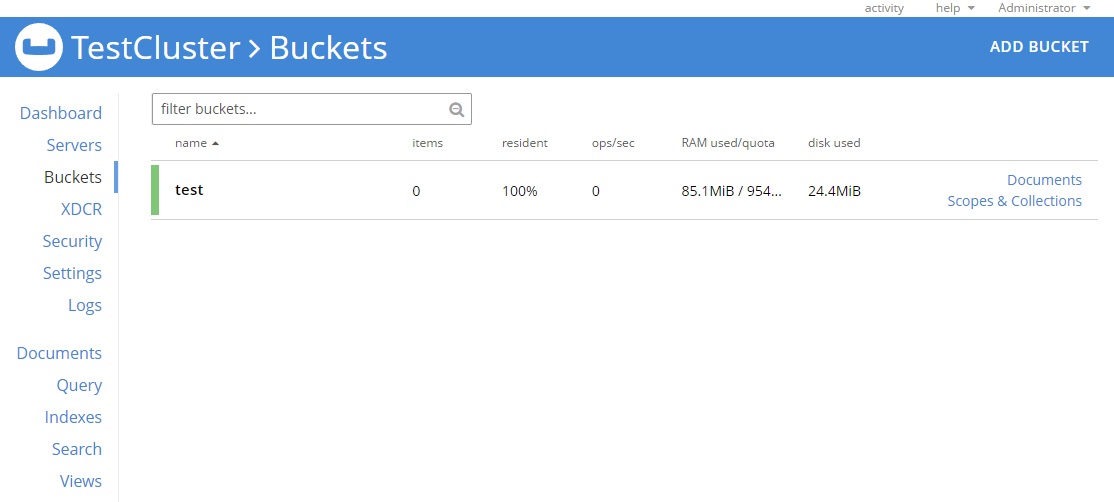 activity help Administrator
TestCluster > Buckets ADD BUCKET
filter buckets...
name items resident ops/sec RAM used/quota disk used
test 0 100% 0 85.1MiB / 954... 24.4MiB
Documents
Scopes & Collections
Dashboard
Servers
Buckets
XDCR
Security
Settings
Logs
Documents
Query
Indexes
Search
Views